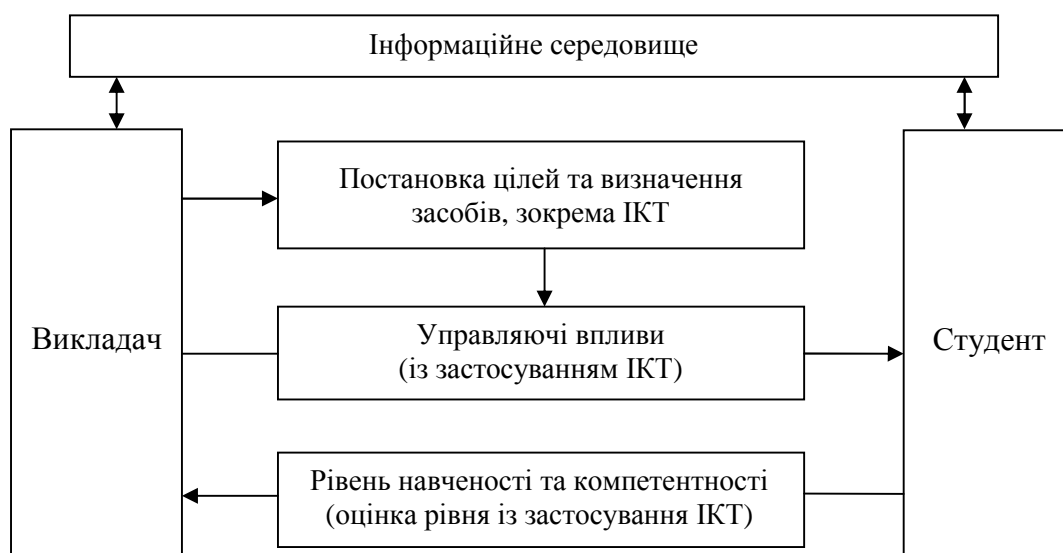 Інформаційне середовище
Постановка цілей та визначення
засобів, зокрема ІКТ
Викладач
Управляючі впливи
(із застосуванням ІКТ)
Студент
Рівень навченості та компетентності
(оцінка рівня із застосування ІКТ)